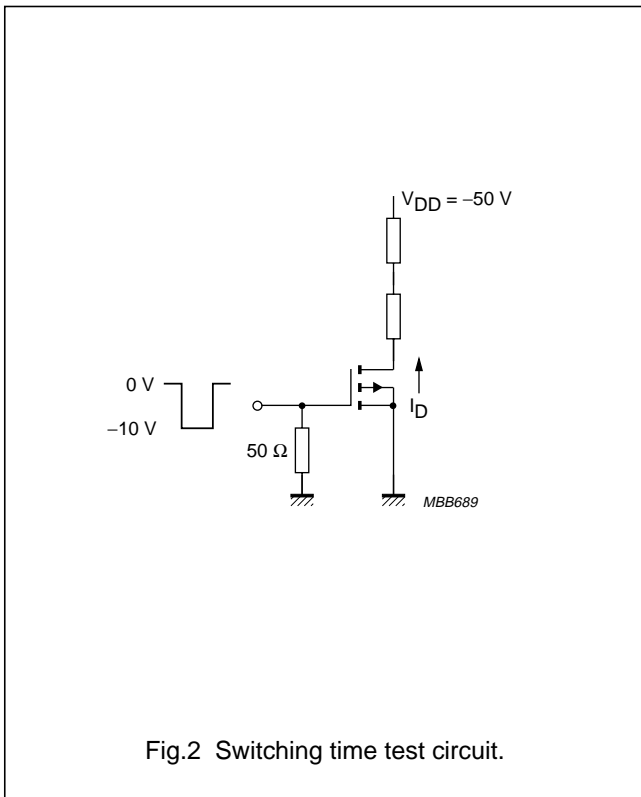 V_DD = −50 V
0 V
−10 V
I_D
50 Ω
MBB689
Fig.2 Switching time test circuit.